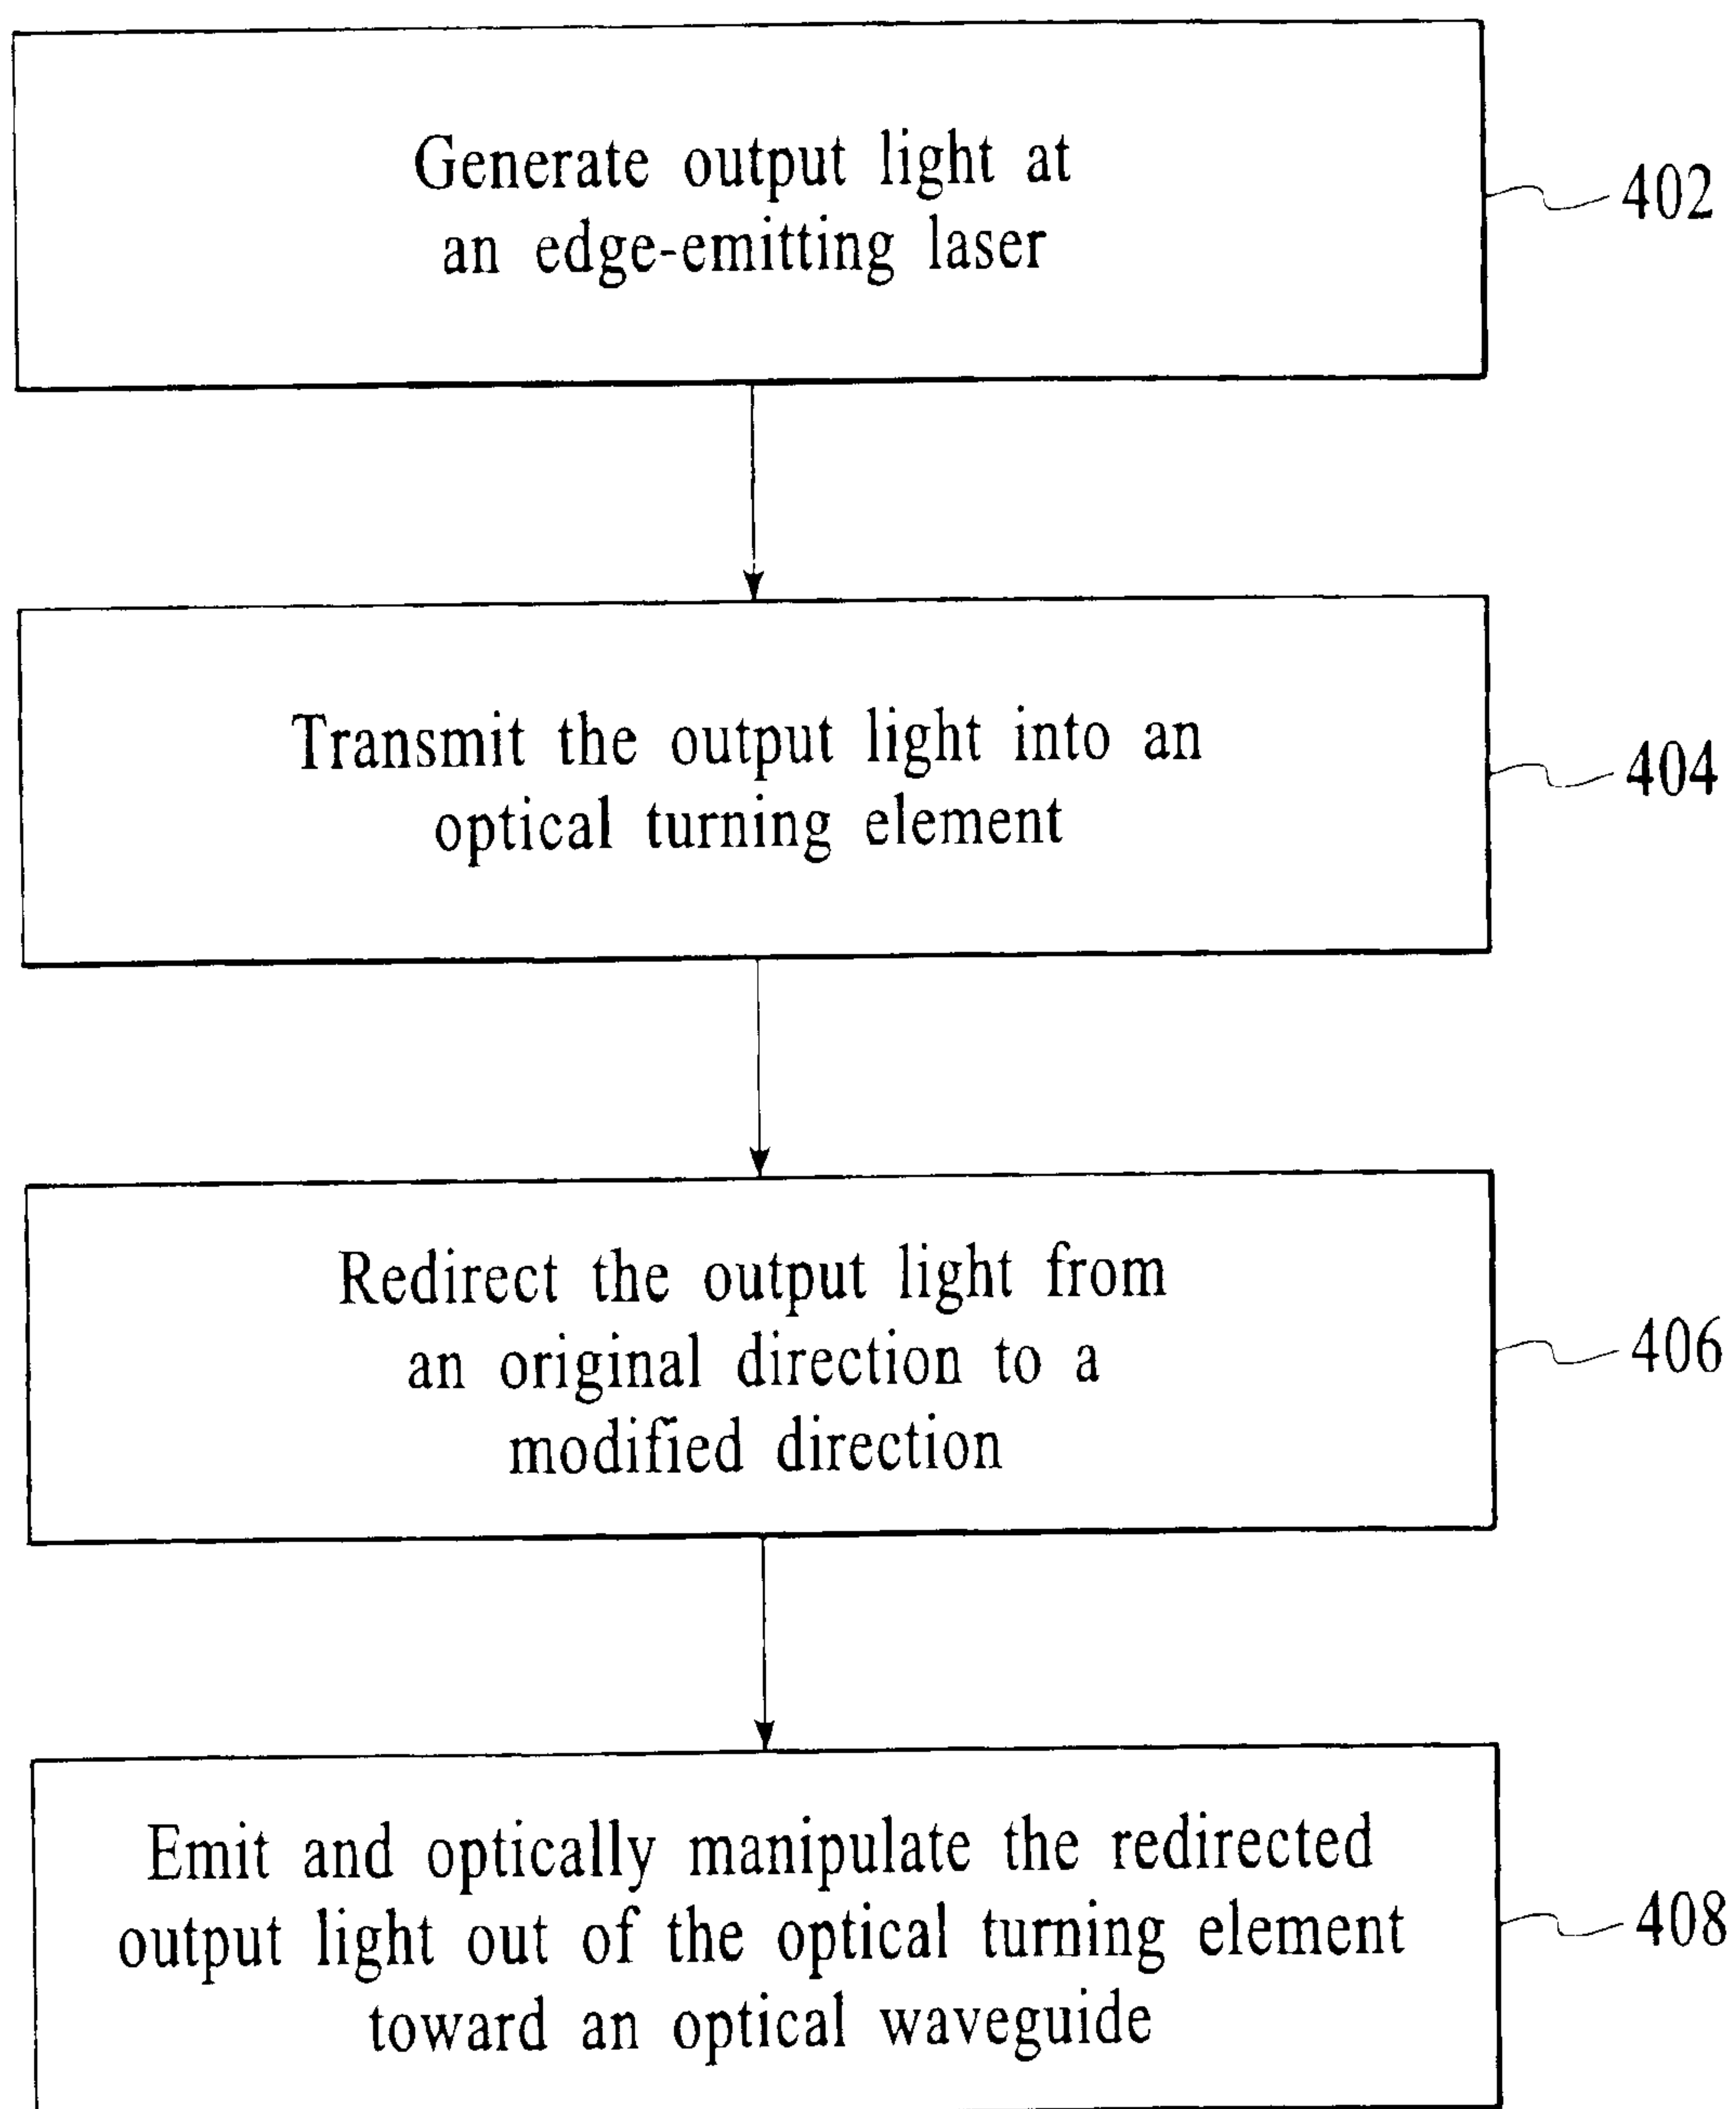 Generate output light at
an edge-emitting laser
402
Transmit the output light into an
optical turning element
404
Redirect the output light from
an original direction to a
modified direction
406
Emit and optically manipulate the redirected
output light out of the optical turning element
toward an optical waveguide
408